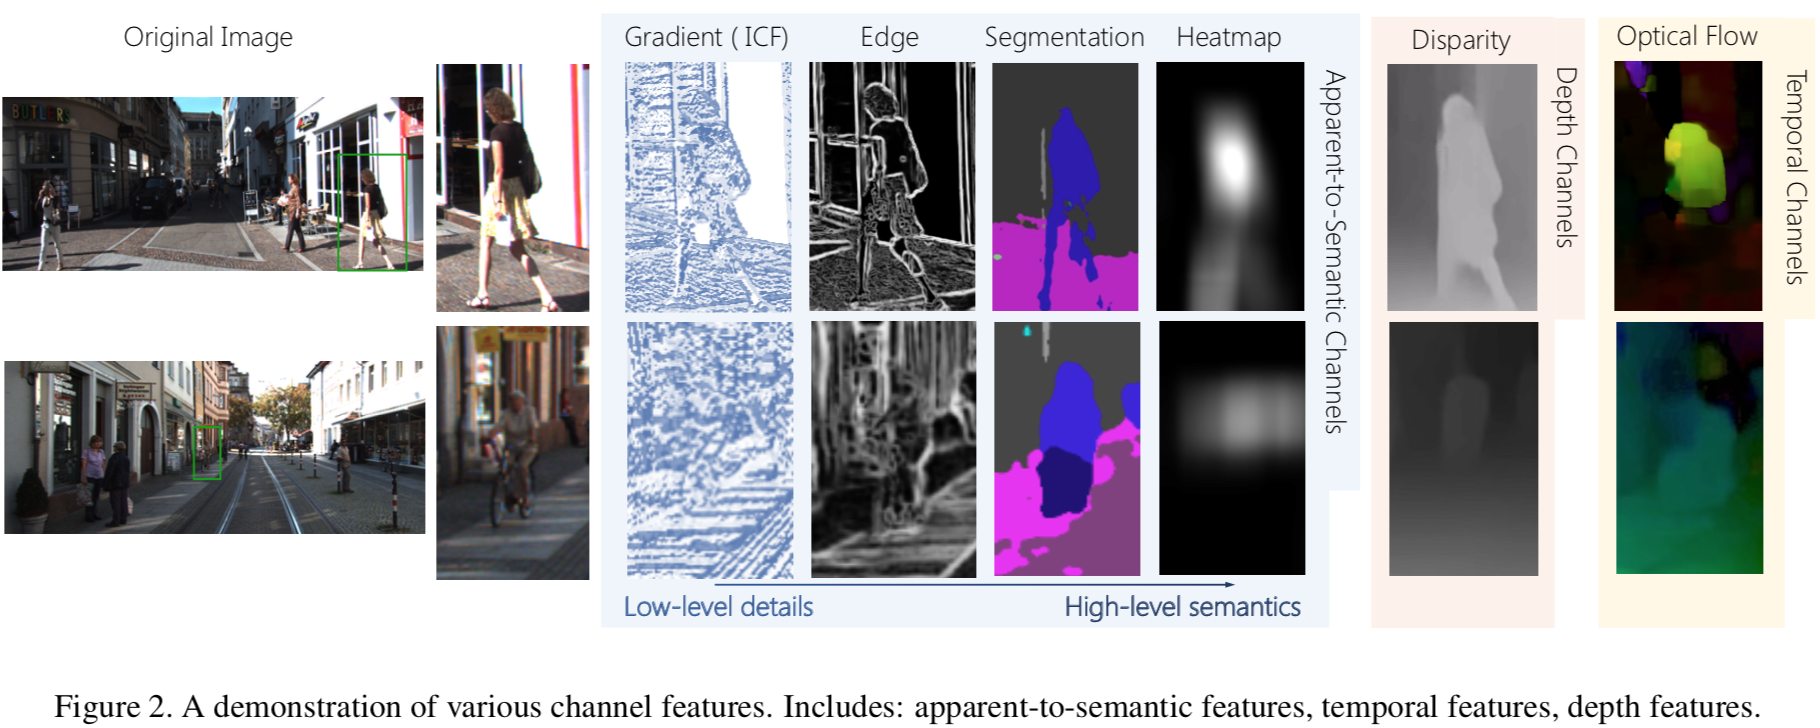 Original Image
Gradient ( ICF)
Edge
Segmentation
Heatmap
Disparity
Optical Flow
BUTLERS
Apparent-to-Semantic Channels
Depth Channels
Temporal Channels
Low-level details
High-level semantics
Figure 2. A demonstration of various channel features. Includes: apparent-to-semantic features, temporal features, depth features.